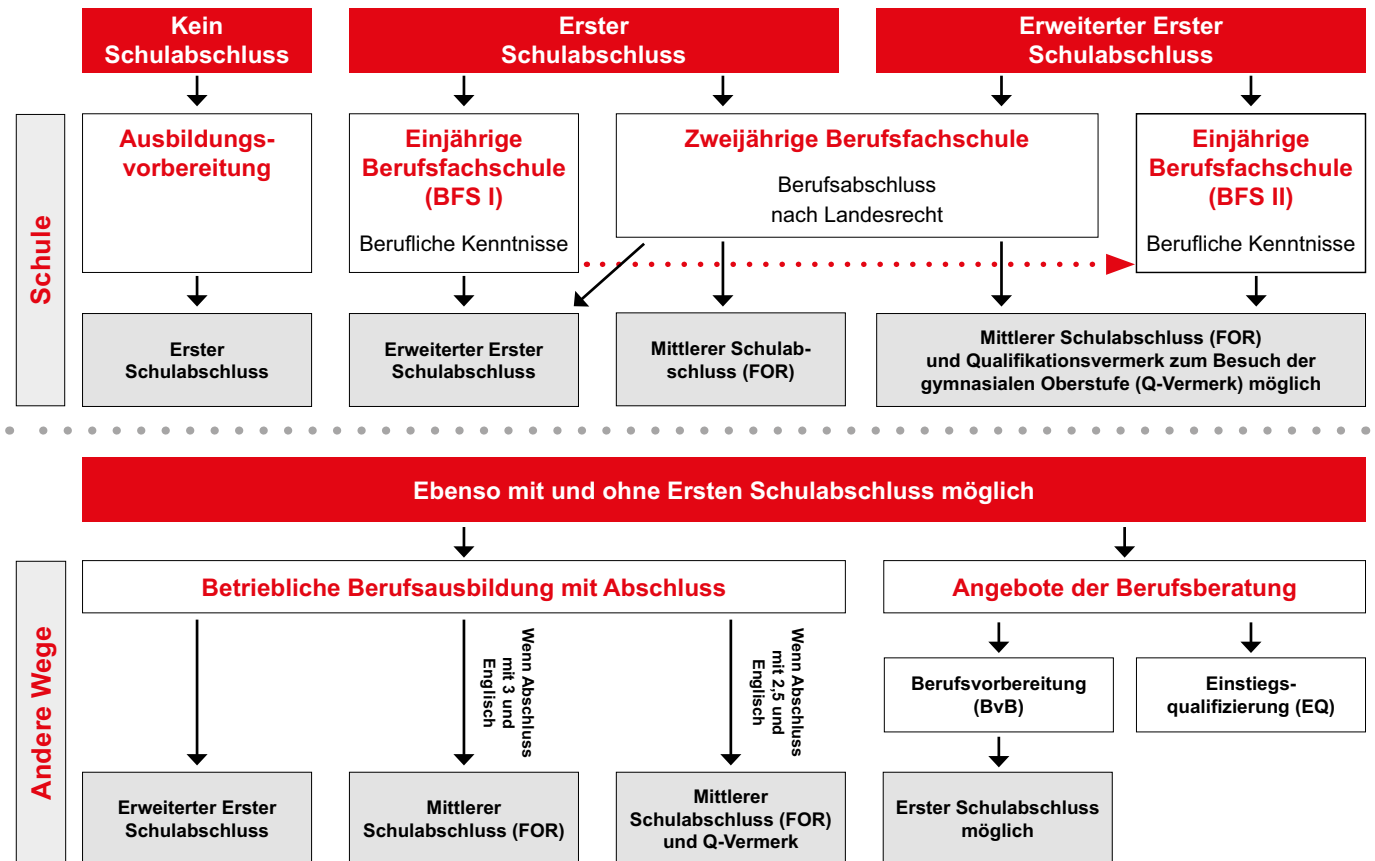 Kein
Schulabschluss
Erster
Schulabschluss
Erweiterter Erster
Schulabschluss
Schule
Ausbildungs-
vorbereitung
Einjährige
Berufsfachschule
(BFS I)
Berufliche Kenntnisse
Zweijährige Berufsfachschule
Berufsabschluss
nach Landesrecht
Einjährige
Berufsfachschule
(BFS II)
Berufliche Kenntnisse
Erster
Schulabschluss
Erweiterter Erster
Schulabschluss
Mittlerer Schulab-
schluss (FOR)
Mittlerer Schulabschluss (FOR)
und Qualifikationsvermerk zum Besuch der
gymnasialen Oberstufe (Q-Vermerk) möglich
Ebenso mit und ohne Ersten Schulabschluss möglich
Andere Wege
Betriebliche Berufsausbildung mit Abschluss
Angebote der Berufsberatung
Wenn Abschluss
mit 3 und
Englisch
Wenn Abschluss
mit 2,5 und
Englisch
Berufsvorbereitung
(BvB)
Einstiegs-
qualifizierung (EQ)
Erweiterter Erster
Schulabschluss
Mittlerer
Schulabschluss (FOR)
Mittlerer
Schulabschluss (FOR)
und Q-Vermerk
Erster Schulabschluss
möglich